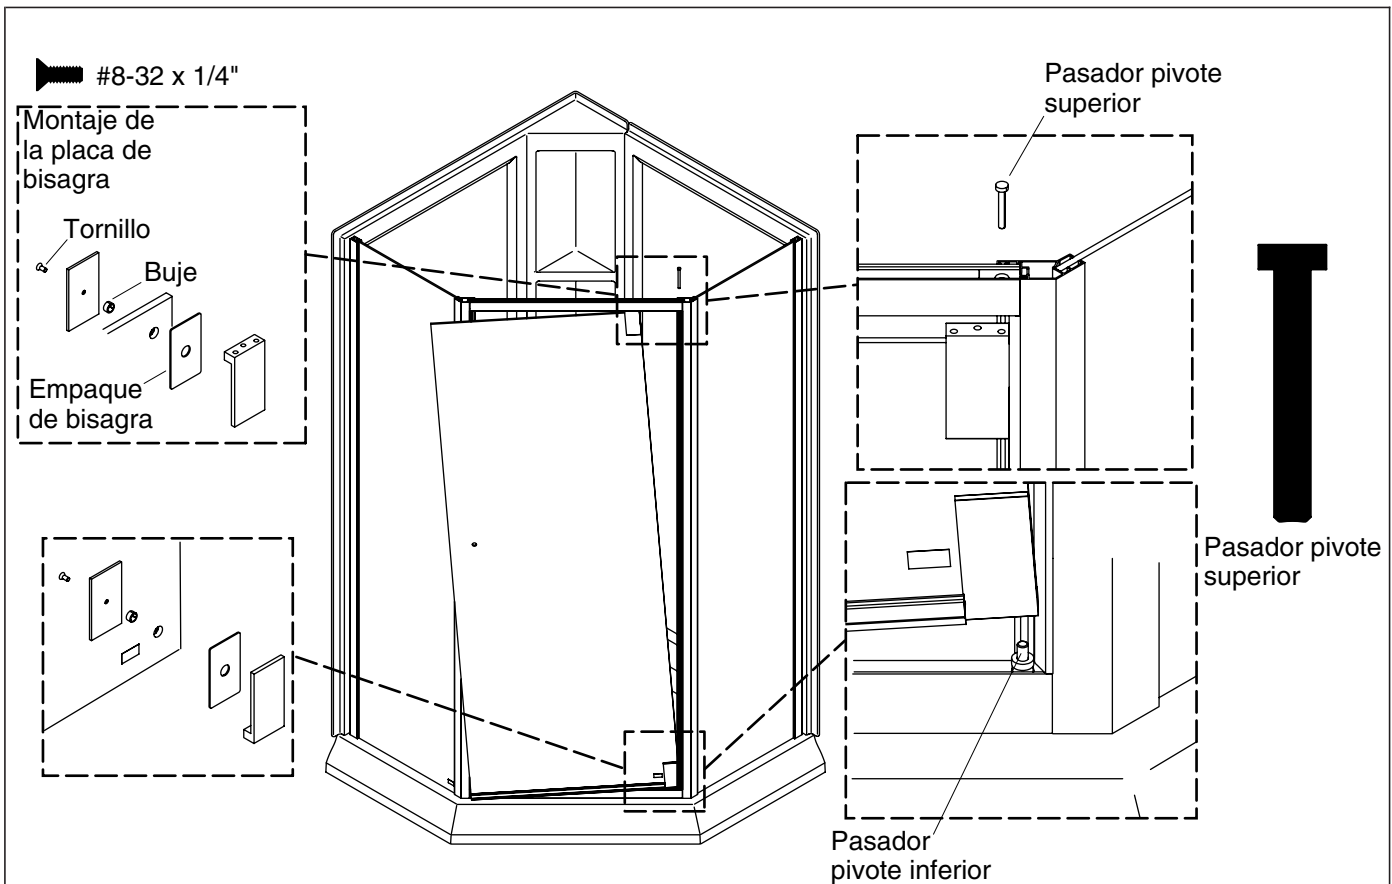 #8-32 x 1/4"
Montaje de
la placa de
bisagra
Tornillo
Buje
Empaque
de bisagra
Pasador pivote
superior
Pasador pivote
superior
Pasador
pivote inferior